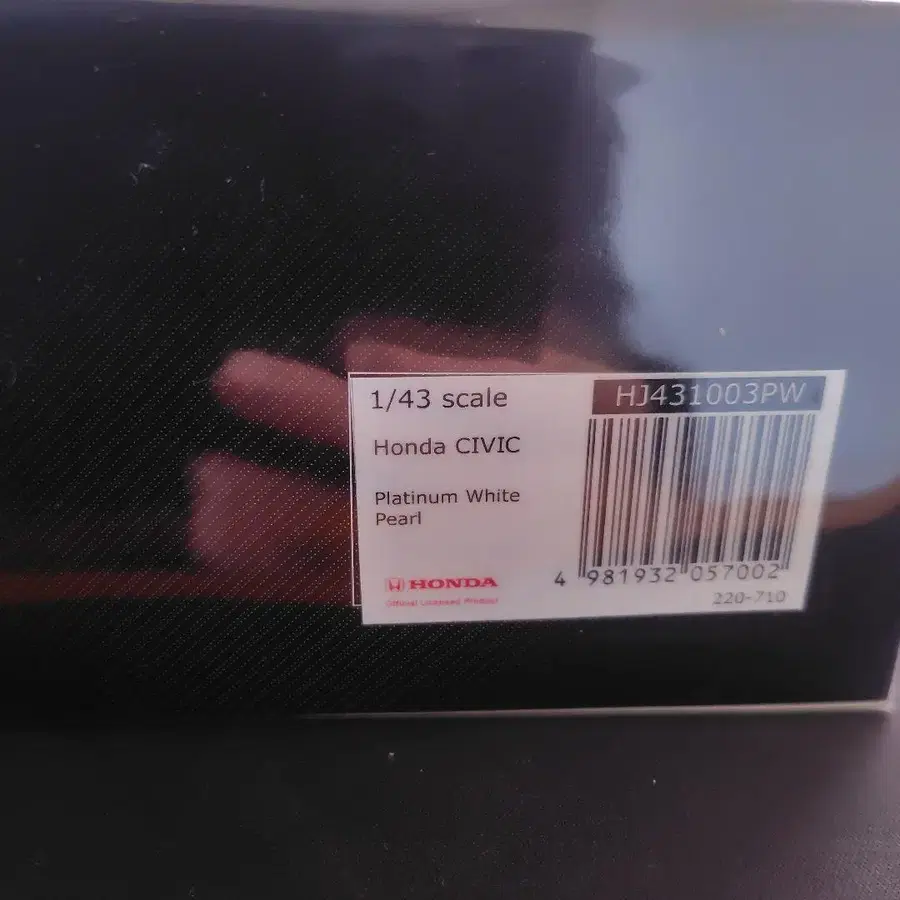 1/43 scale
HJ431003PW
Honda CIVIC
Platinum White
Pearl
HONDA
Official Licensed Product
4 981932 057002
220-710